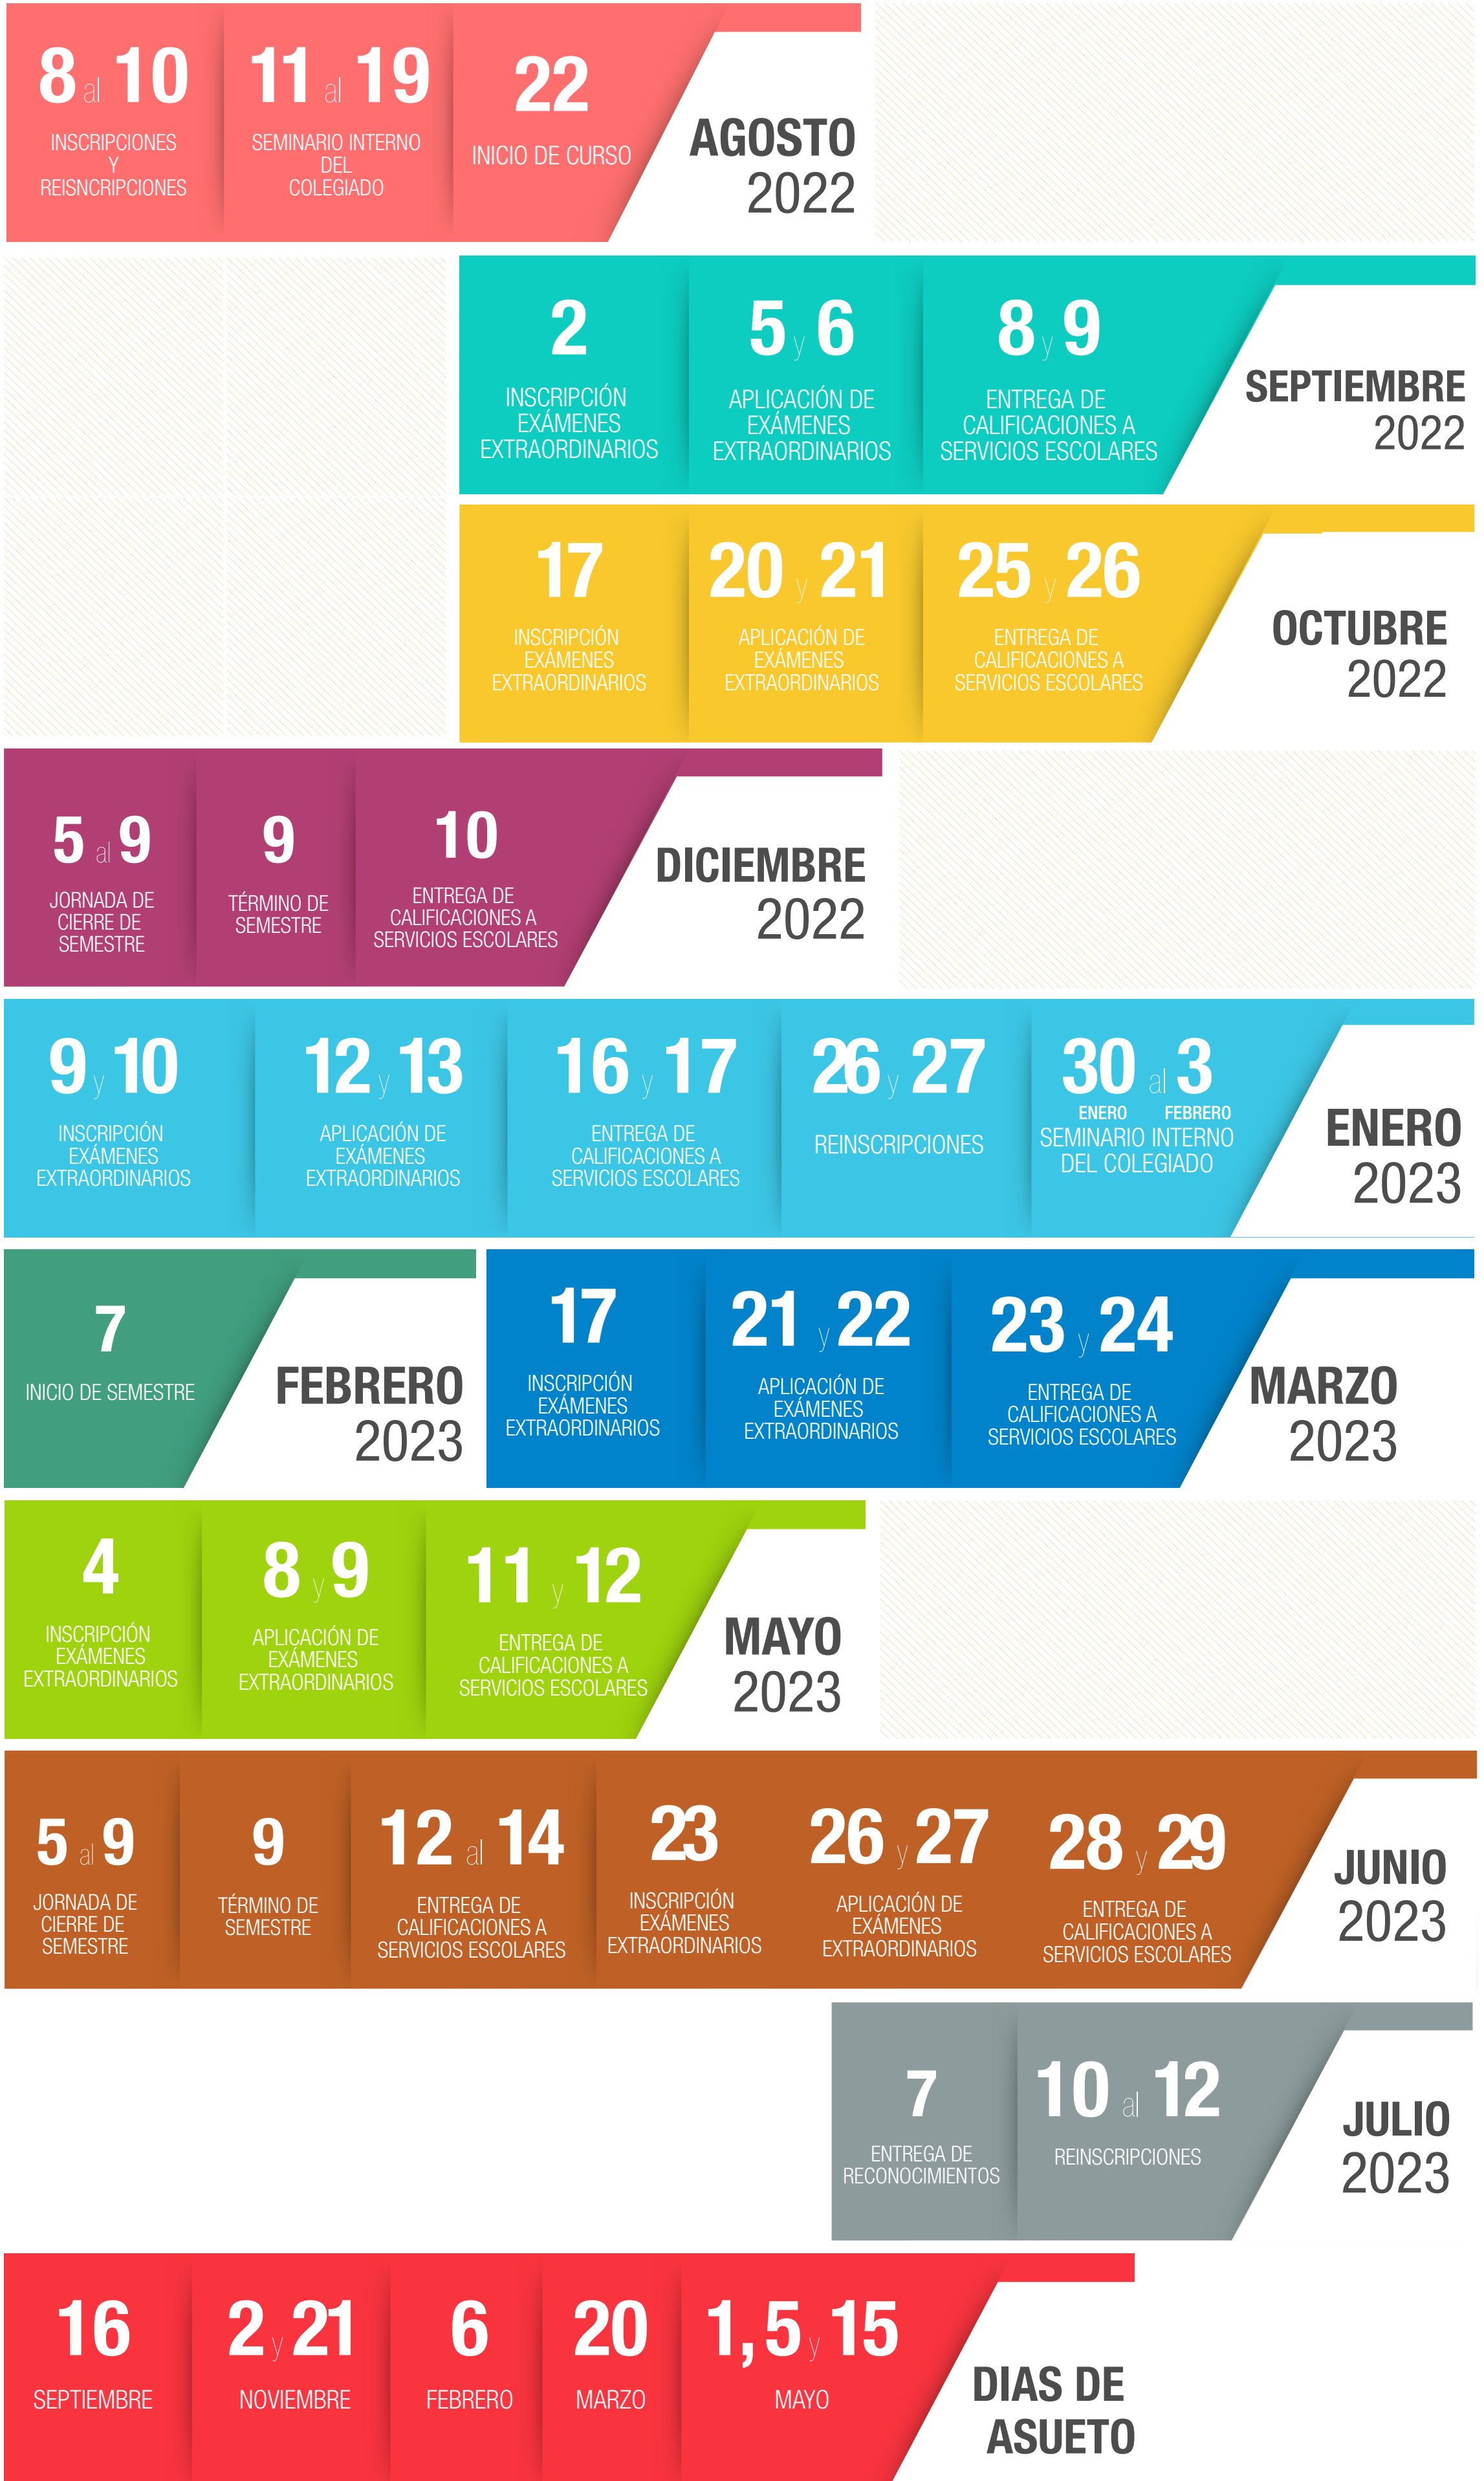 8 al 10
INSCRIPCIONES
Y
REISNCRIPCIONES
11 al 19
SEMINARIO INTERNO
DEL
COLEGIADO
22
INICIO DE CURSO
AGOSTO
2022
2
INSCRIPCIÓN
EXÁMENES
EXTRAORDINARIOS
5 y 6
APLICACIÓN DE
EXÁMENES
EXTRAORDINARIOS
8 y 9
ENTREGA DE
CALIFICACIONES A
SERVICIOS ESCOLARES
SEPTIEMBRE
2022
17
INSCRIPCIÓN
EXÁMENES
EXTRAORDINARIOS
20 y 21
APLICACIÓN DE
EXÁMENES
EXTRAORDINARIOS
25 y 26
ENTREGA DE
CALIFICACIONES A
SERVICIOS ESCOLARES
OCTUBRE
2022
5 al 9
JORNADA DE
CIERRE DE
SEMESTRE
9
TÉRMINO DE
SEMESTRE
10
ENTREGA DE
CALIFICACIONES A
SERVICIOS ESCOLARES
DICIEMBRE
2022
9 y 10
INSCRIPCIÓN
EXÁMENES
EXTRAORDINARIOS
12 y 13
APLICACIÓN DE
EXÁMENES
EXTRAORDINARIOS
16 y 17
ENTREGA DE
CALIFICACIONES A
SERVICIOS ESCOLARES
26 y 27
REINSCRIPCIONES
30 al 3
ENERO FEBRERO
SEMINARIO INTERNO
DEL COLEGIADO
ENERO
2023
7
INICIO DE SEMESTRE
FEBRERO
2023
17
INSCRIPCIÓN
EXÁMENES
EXTRAORDINARIOS
21 y 22
APLICACIÓN DE
EXÁMENES
EXTRAORDINARIOS
23 y 24
ENTREGA DE
CALIFICACIONES A
SERVICIOS ESCOLARES
MARZO
2023
4
INSCRIPCIÓN
EXÁMENES
EXTRAORDINARIOS
8 y 9
APLICACIÓN DE
EXÁMENES
EXTRAORDINARIOS
11 y 12
ENTREGA DE
CALIFICACIONES A
SERVICIOS ESCOLARES
MAYO
2023
5 al 9
JORNADA DE
CIERRE DE
SEMESTRE
9
TÉRMINO DE
SEMESTRE
12 al 14
ENTREGA DE
CALIFICACIONES A
SERVICIOS ESCOLARES
23
INSCRIPCIÓN
EXÁMENES
EXTRAORDINARIOS
26 y 27
APLICACIÓN DE
EXÁMENES
EXTRAORDINARIOS
28 y 29
ENTREGA DE
CALIFICACIONES A
SERVICIOS ESCOLARES
JUNIO
2023
7
ENTREGA DE
RECONOCIMIENTOS
10 al 12
REINSCRIPCIONES
JULIO
2023
16
SEPTIEMBRE
2 y 21
NOVIEMBRE
6
FEBRERO
20
MARZO
1, 5 y 15
MAYO
DIAS DE
ASUETO